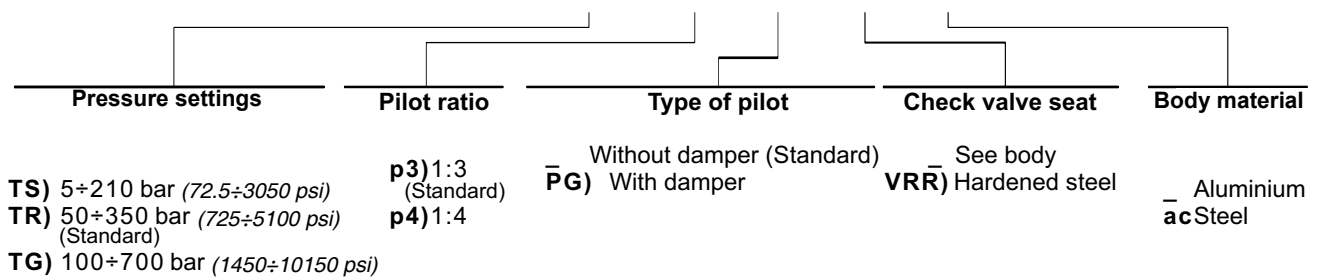 Pressure settings
Pilot ratio
Type of pilot
Check valve seat
Body material
TS) 5÷210 bar (72.5÷3050 psi)
TR) 50÷350 bar (725÷5100 psi)
(Standard)
TG) 100÷700 bar (1450÷10150 psi)
p3)1:3
(Standard)
p4)1:4
_ Without damper (Standard)
PG) With damper
_ See body
VRR) Hardened steel
_ Aluminium
ac Steel